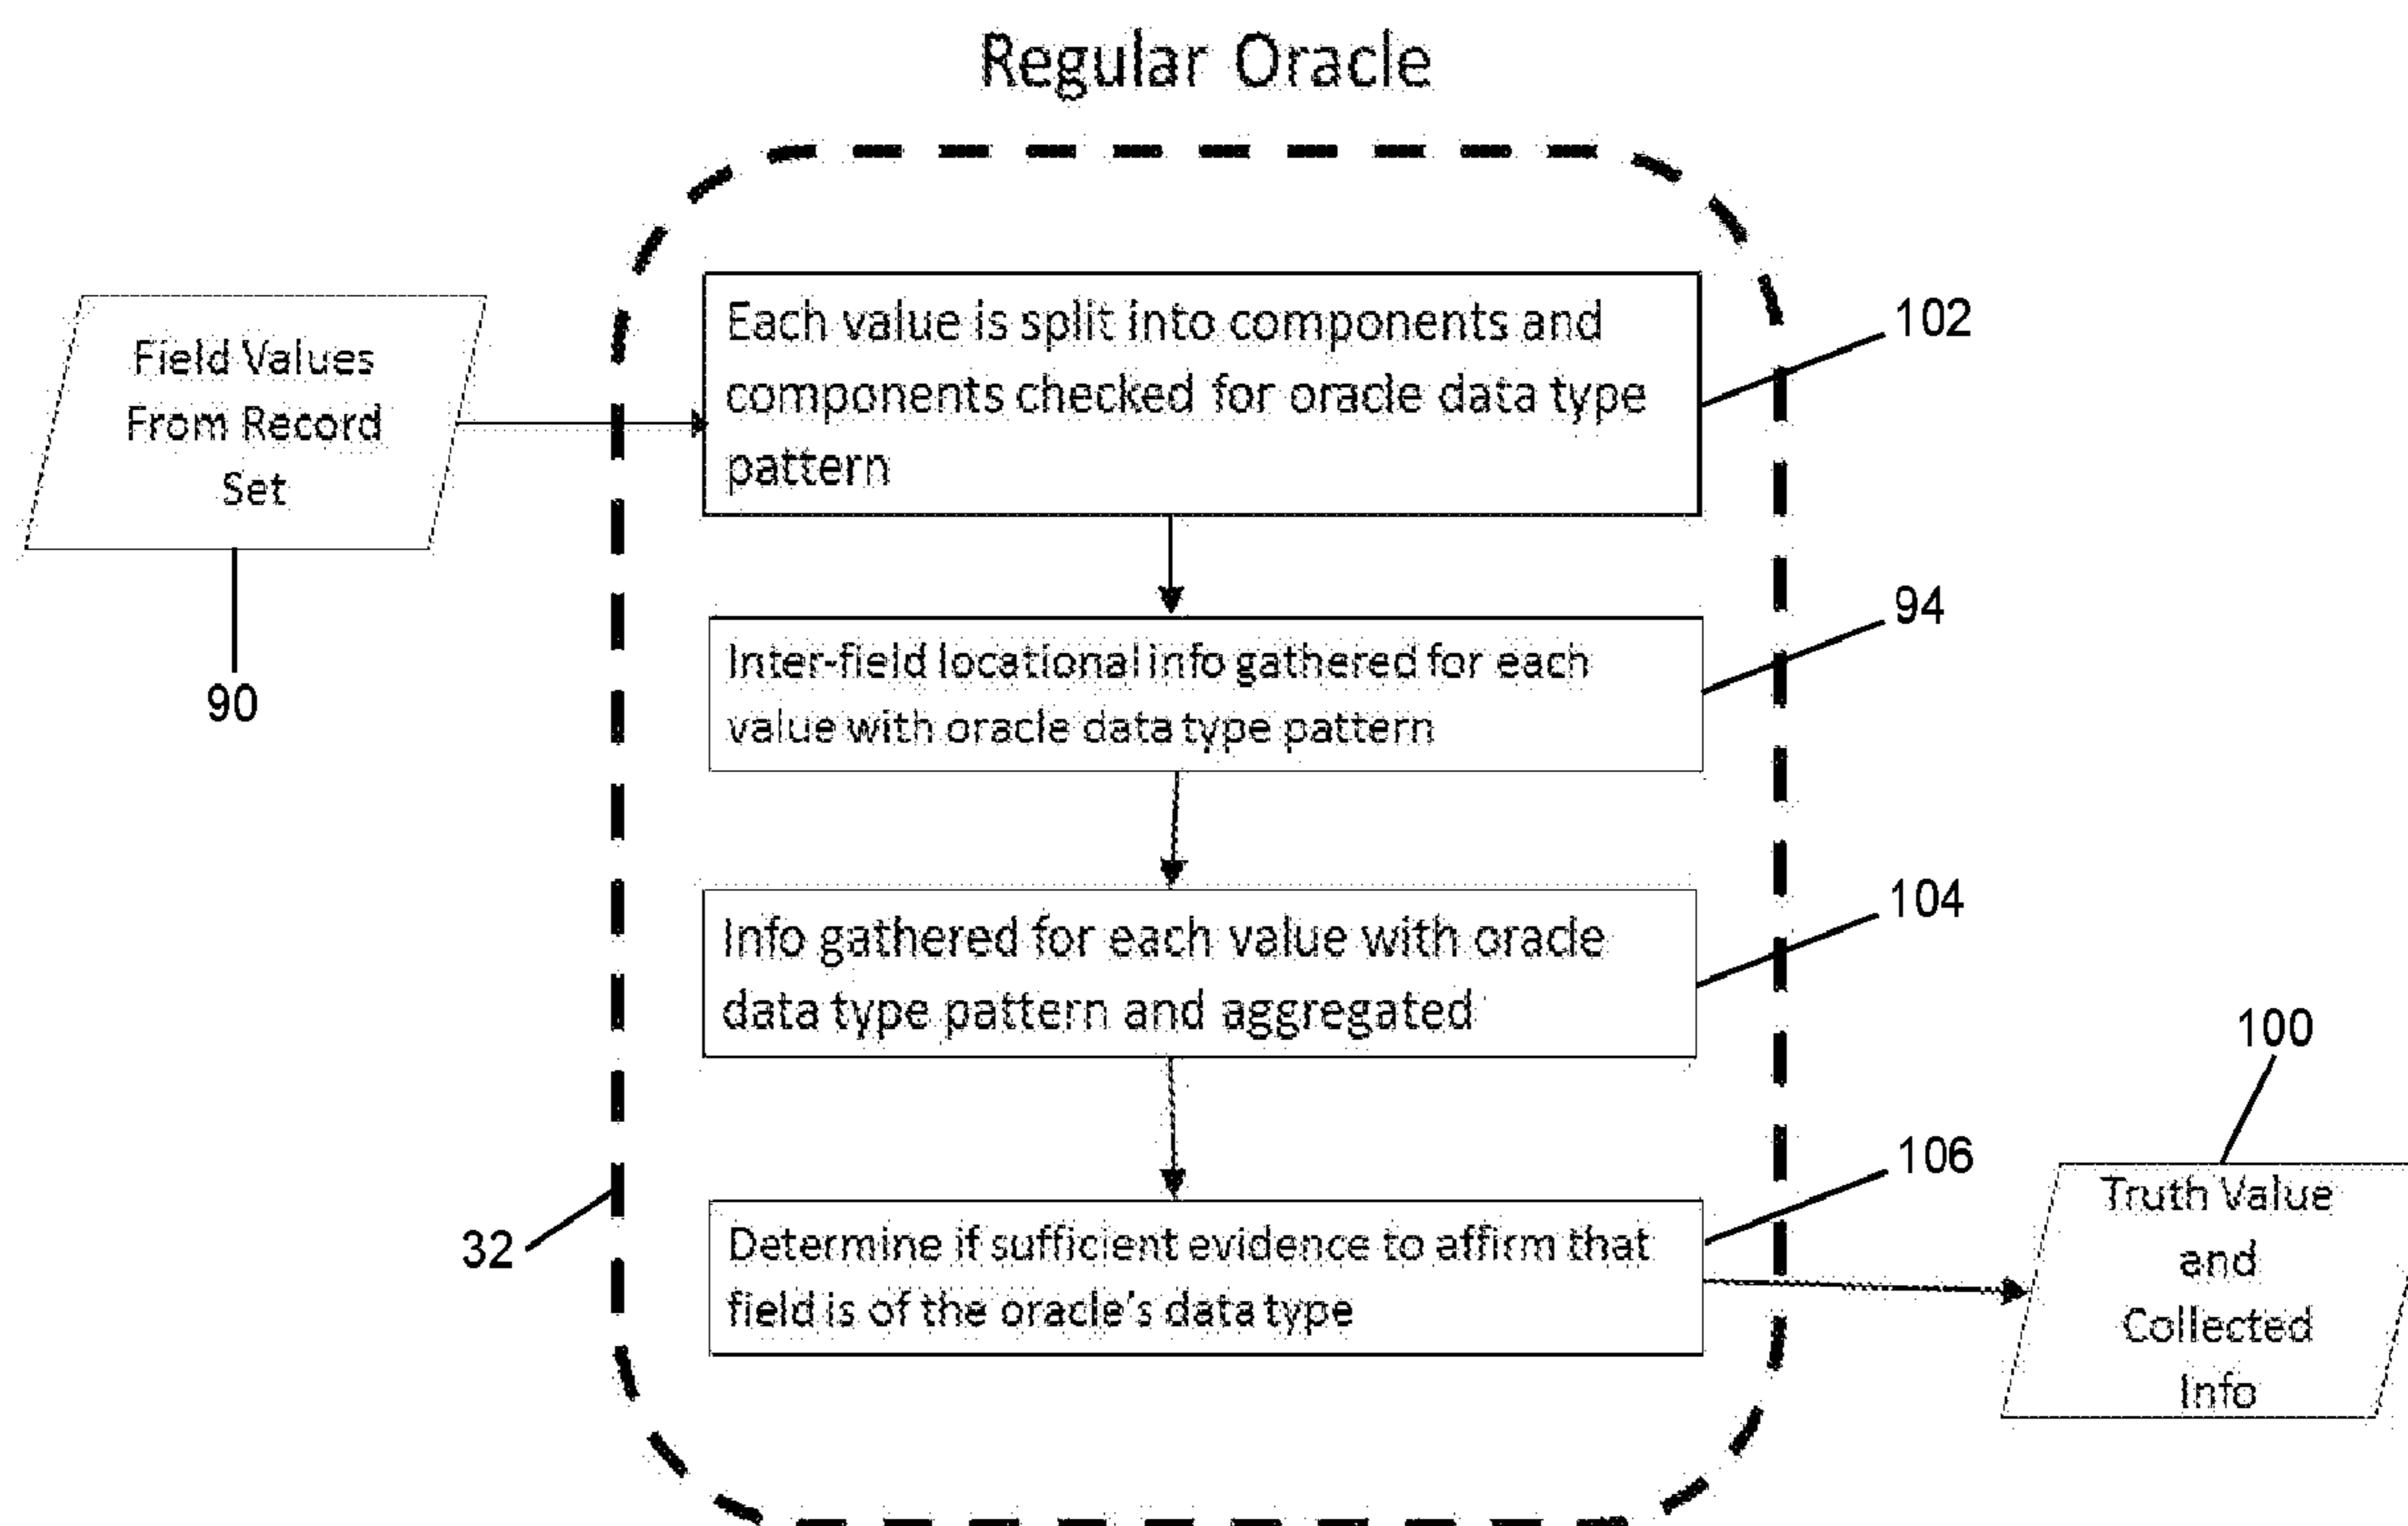 Regular Oracle
Field Values
From Record
Set
90
Each value is split into components and
components checked for oracle data type
pattern
102
Inter-field locational info gathered for each
value with oracle data type pattern
94
Info gathered for each value with oracle
data type pattern and aggregated
104
Determine if sufficient evidence to affirm that
field is of the oracle's data type
106
32
100
Truth Value
and
Collected
Info